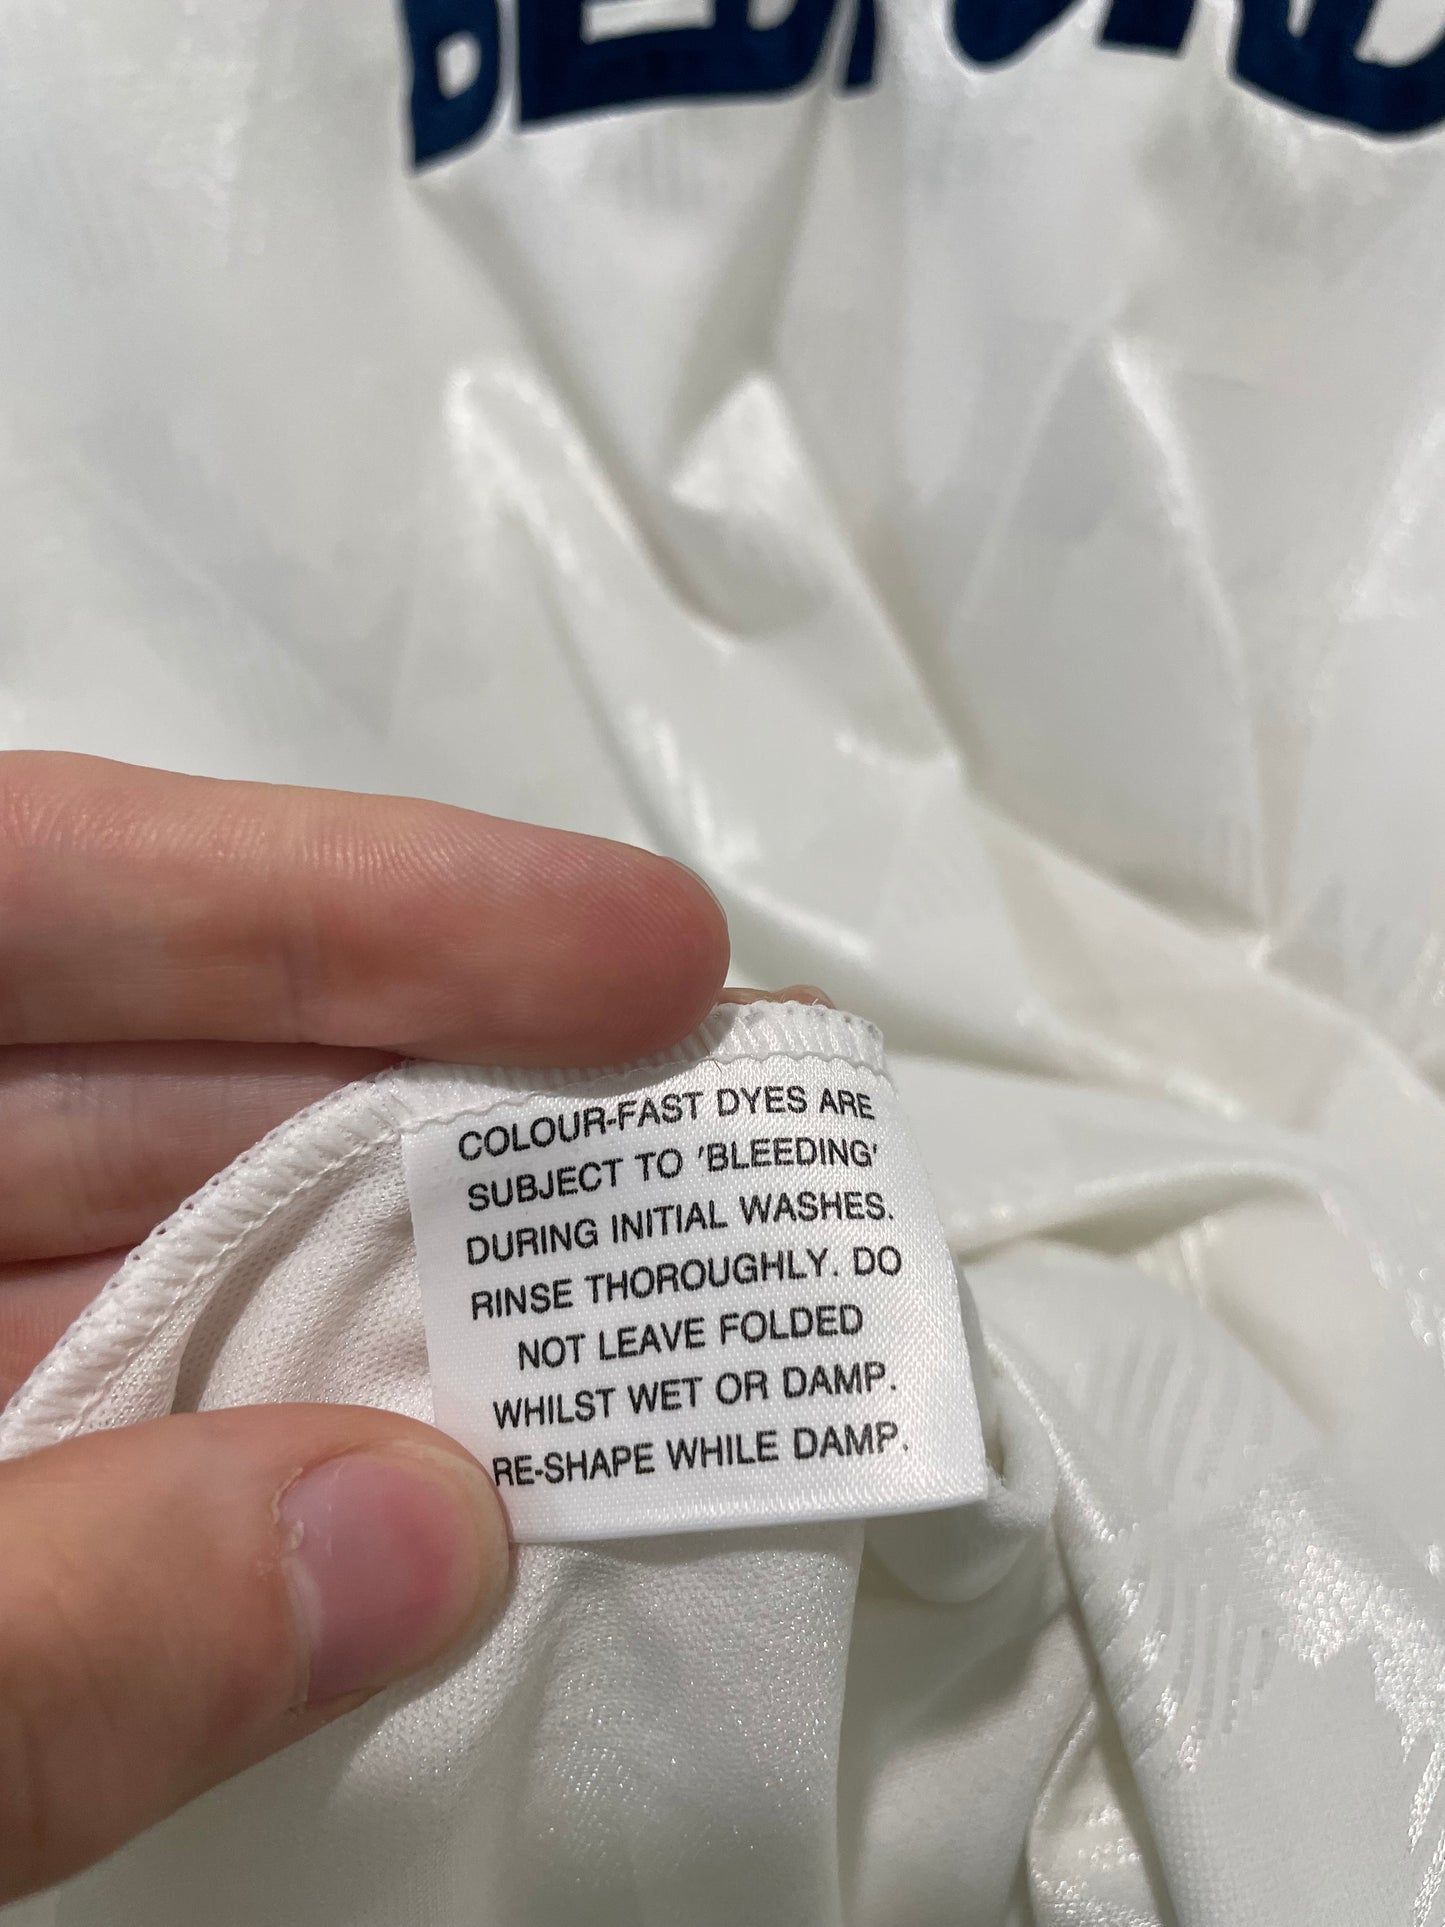 COLOUR-FAST DYES ARE
SUBJECT TO 'BLEEDING'
DURING INITIAL WASHES.
RINSE THOROUGHLY. DO
NOT LEAVE FOLDED
WHILST WET OR DAMP.
RE-SHAPE WHILE DAMP.